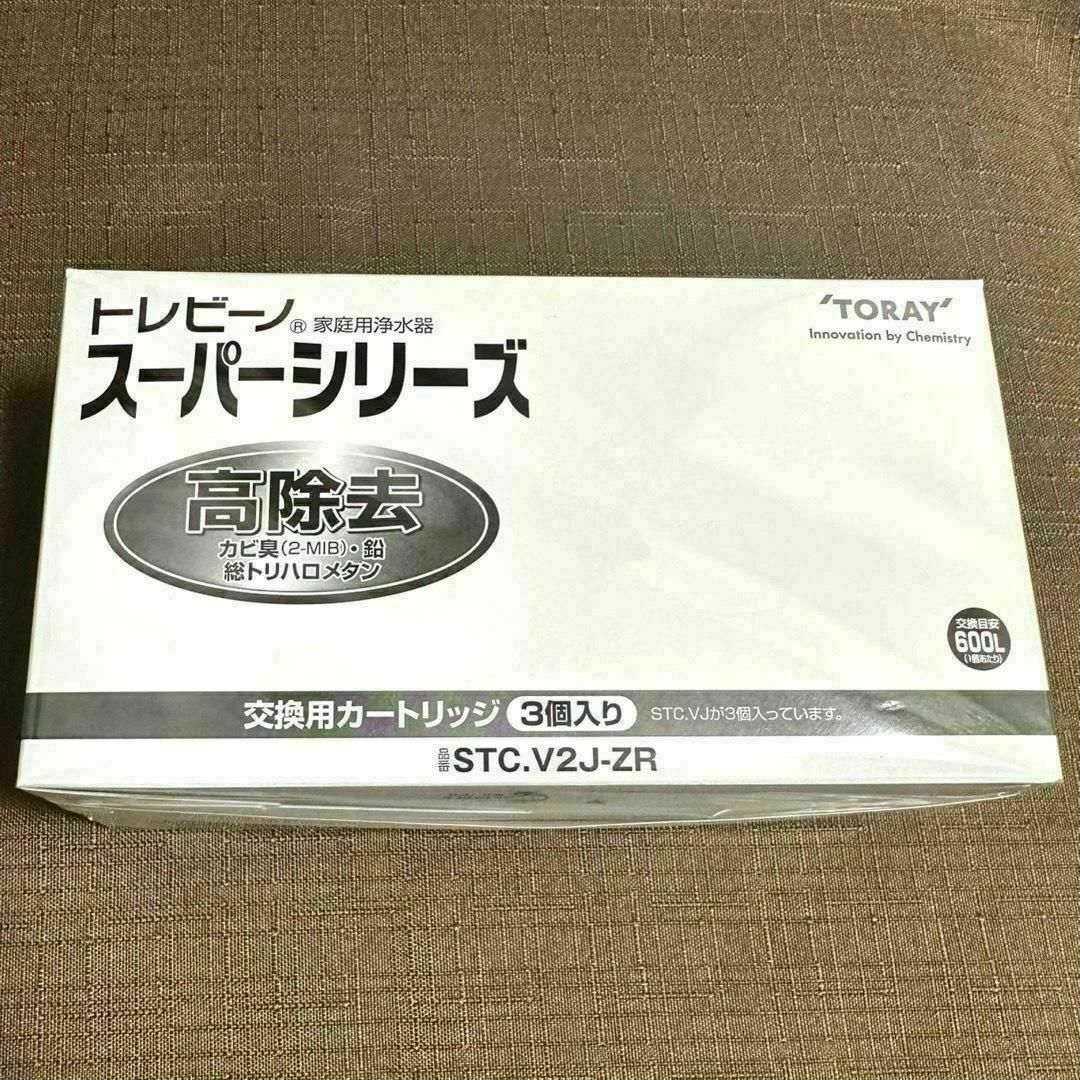 トレビーノ® 家庭用浄水器
スーパーシリーズ
'TORAY'
Innovation by Chemistry
高除去
カビ臭(2-MIB)・鉛
総トリハロメタン
交換目安
600L
(1個あたり)
交換用カートリッジ 3個入り STC.VJが3個入っています。
品番 STC.V2J-ZR